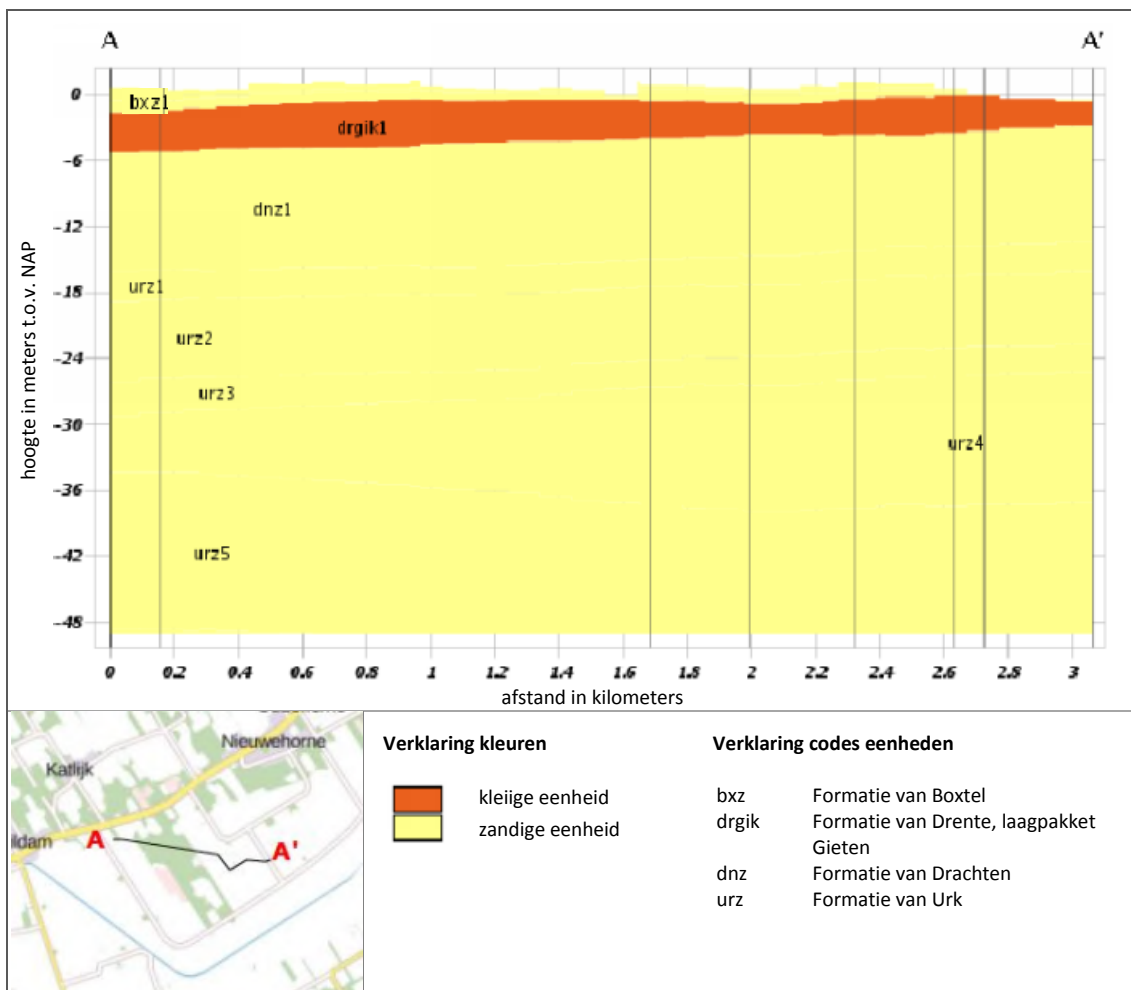 A A'
0
bxz1
drgik1
-6
dnz1
-12
urz1
-18
urz2
-24
urz3
-30
urz4
-36
urz5
-42
-48
hoogte in meters t.o.v. NAP
0 0.2 0.4 0.6 0.8 1 1.2 1.4 1.6 1.8 2 2.2 2.4 2.6 2.8 3
afstand in kilometers
Nieuwehorne
Katlijk
ldam
A A'
Verklaring kleuren
kleiige eenheid
zandige eenheid
Verklaring codes eenheden
bxz Formatie van Boxtel
drgik Formatie van Drente, laagpakket
Gieten
dnz Formatie van Drachten
urz Formatie van Urk